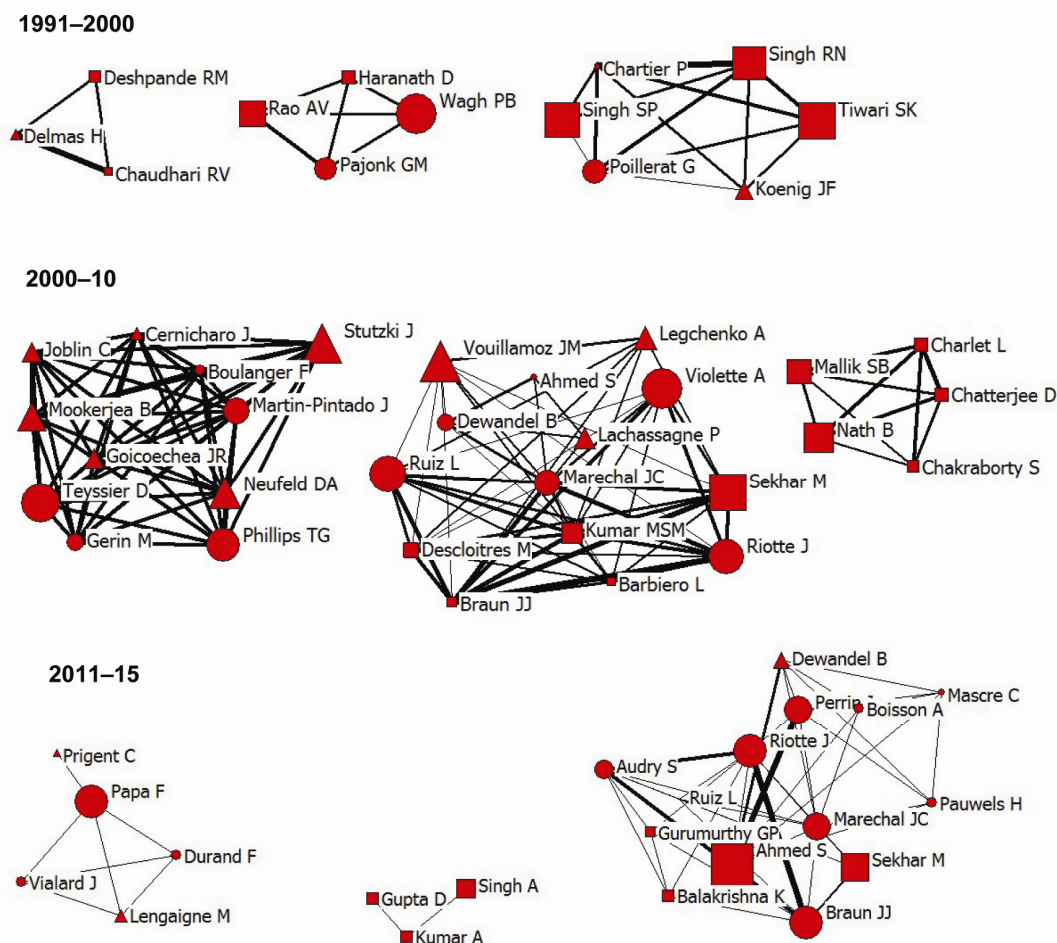 1991–2000
Deshpande RM
Delmas H
Chaudhari RV
Haranath D
Rao AV
Wagh PB
Pajonk GM
Singh RN
Chartier P
Singh SP
Tiwari SK
Poillerat G
Koenig JF
2000–10
Cernicharo J
Stutzki J
Joblin C
Boulanger F
Mookerjea B
Martin-Pintado J
Goicoechea JR
Teyssier D
Neufeld DA
Gerin M
Phillips TG
Vouillamoz JM
Legchenko A
Ahmed S
Violette A
Dewandel B
Lachassagne P
Ruiz L
Marechal JC
Sekhar M
Descloitres M
Kumar MSM
Riotte J
Barbiero L
Braun JJ
Charlet L
Mallik SB
Chatterjee D
Nath B
Chakraborty S
2011–15
Prigent C
Papa F
Durand F
Vialard J
Lengaigne M
Singh A
Gupta D
Kumar A
Dewandel B
Mascre C
Perrin
Boisson A
Riotte J
Audry S
Ruiz L
Pauwels H
Marechal JC
Gurumurthy GP
Ahmed S
Sekhar M
Balakrishna K
Braun JJ